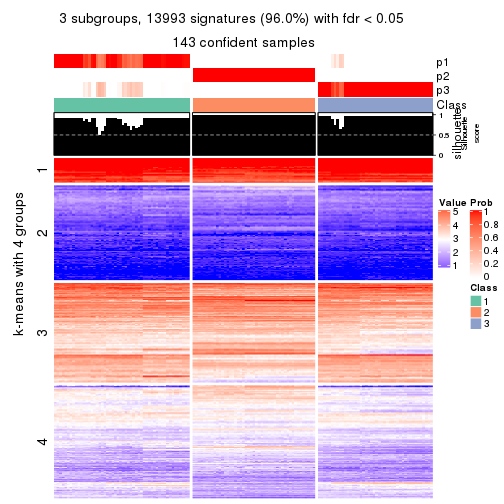 3 subgroups, 13993 signatures (96.0%) with fdr < 0.05
143 confident samples
p1
p2
p3
Class
1
0.5
0
silhouette
Silhouette
score
k-means with 4 groups
1
2
3
4
Value
5
4
3
2
1
Prob
1
0.8
0.6
0.4
0.2
0
Class
1
2
3